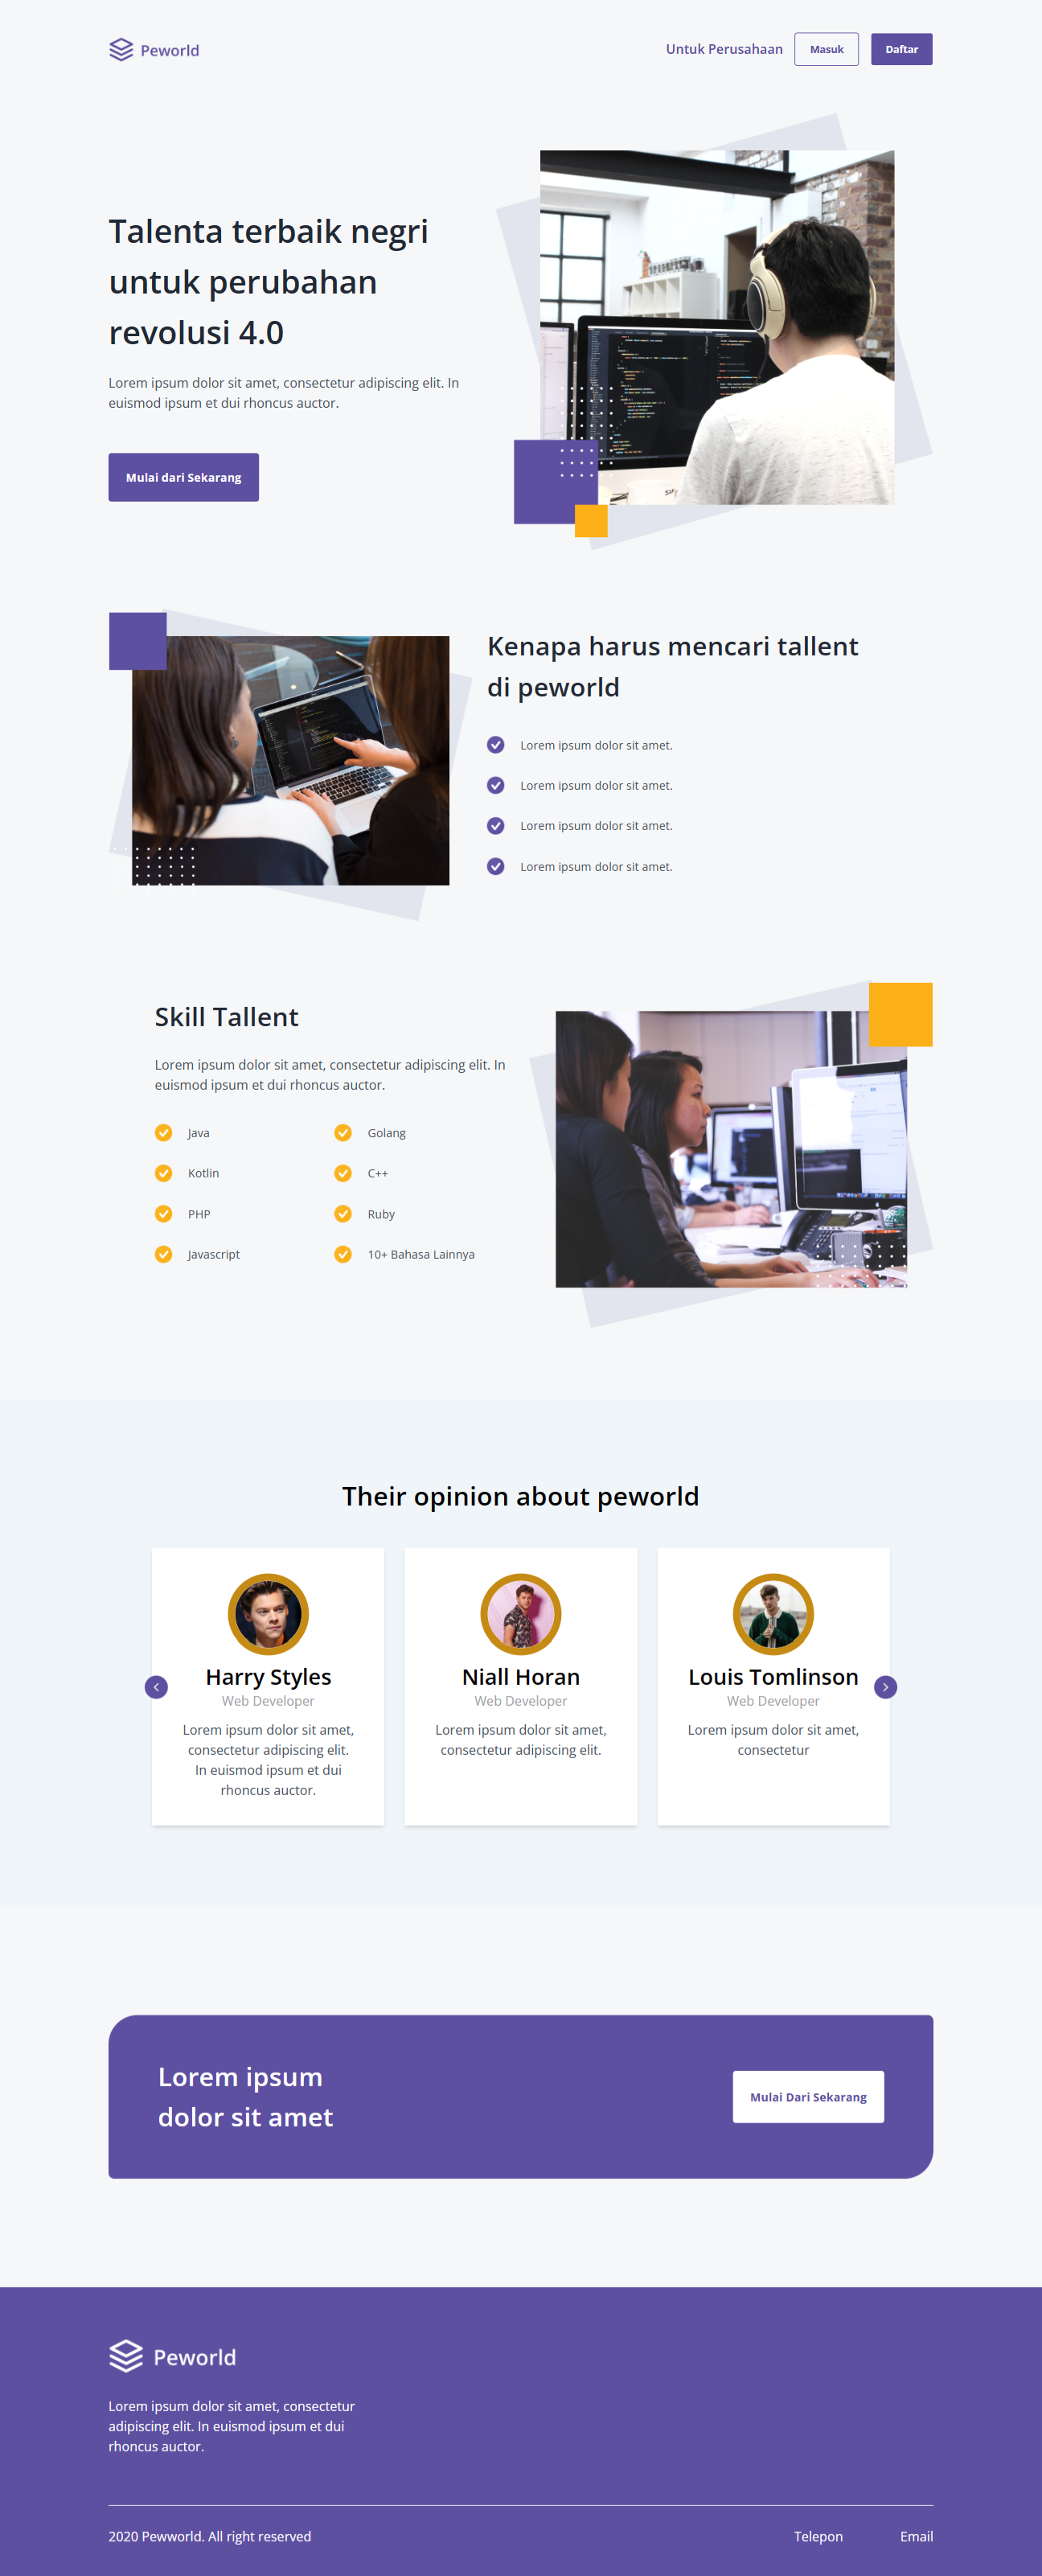 Peworld
Untuk Perusahaan
Masuk
Daftar
Talenta terbaik negri
untuk perubahan
revolusi 4.0
Lorem ipsum dolor sit amet, consectetur adipiscing elit. In
euismod ipsum et dui rhoncus auctor.
Mulai dari Sekarang
Kenapa harus mencari tallent
di peworld
Lorem ipsum dolor sit amet.
Lorem ipsum dolor sit amet.
Lorem ipsum dolor sit amet.
Lorem ipsum dolor sit amet.
Skill Tallent
Lorem ipsum dolor sit amet, consectetur adipiscing elit. In
euismod ipsum et dui rhoncus auctor.
Java
Golang
Kotlin
C++
PHP
Ruby
Javascript
10+ Bahasa Lainnya
Their opinion about peworld
Harry Styles
Web Developer
Lorem ipsum dolor sit amet,
consectetur adipiscing elit.
In euismod ipsum et dui
rhoncus auctor.
Niall Horan
Web Developer
Lorem ipsum dolor sit amet,
consectetur adipiscing elit.
Louis Tomlinson
Web Developer
Lorem ipsum dolor sit amet,
consectetur
Lorem ipsum
dolor sit amet
Mulai Dari Sekarang
Peworld
Lorem ipsum dolor sit amet, consectetur
adipiscing elit. In euismod ipsum et dui
rhoncus auctor.
2020 Pewworld. All right reserved
Telepon
Email